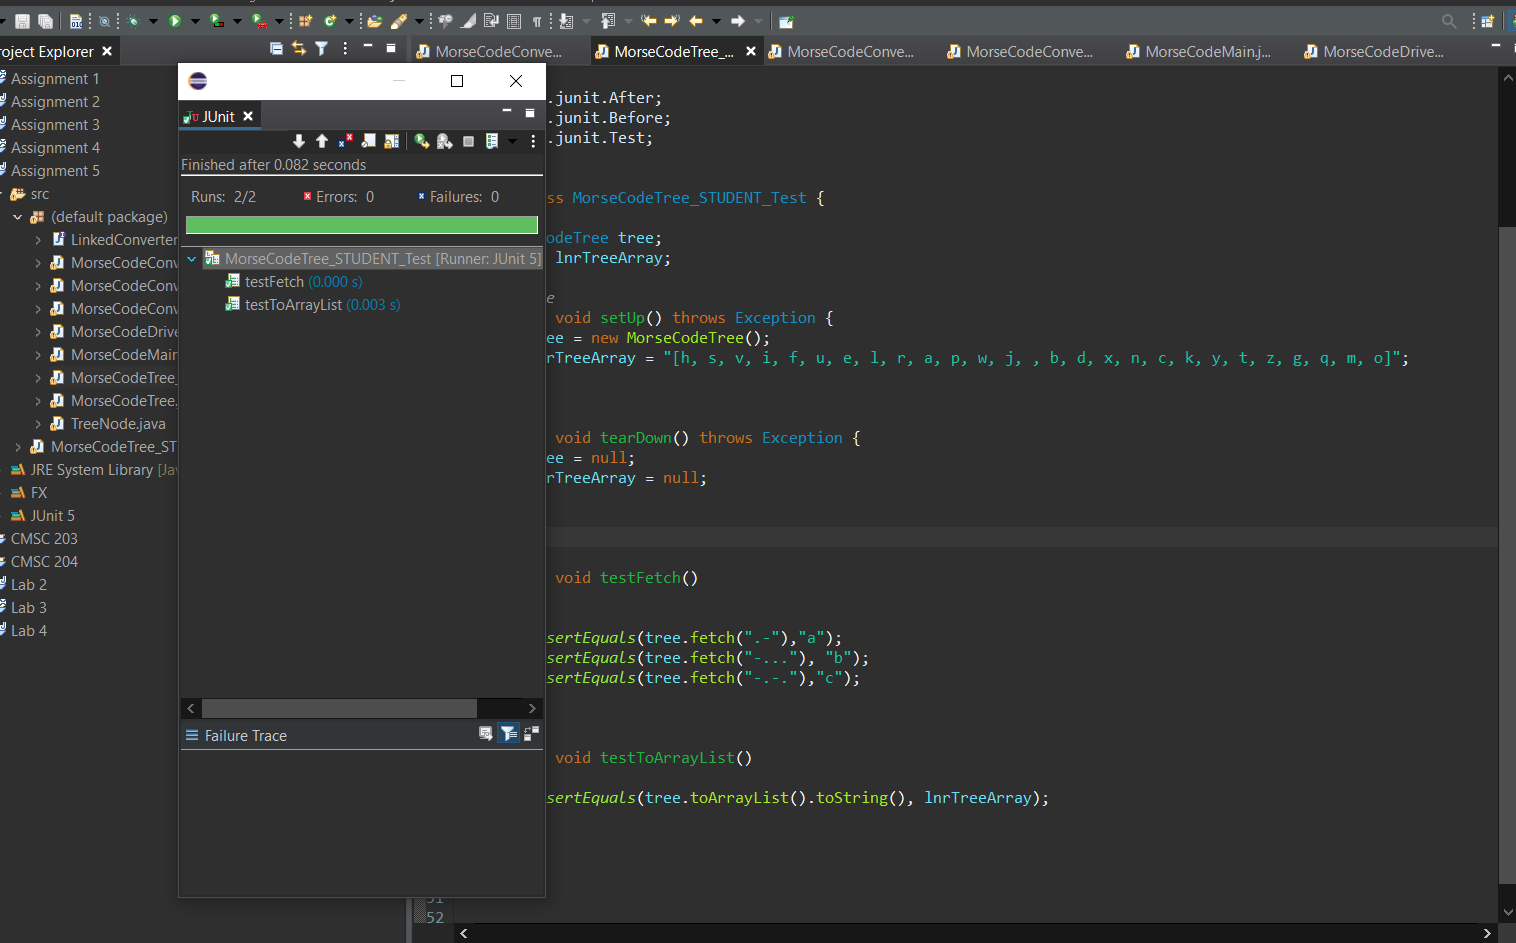 roject Explorer
MorseCodeConve...
MorseCodeTree_...
MorseCodeConve...
MorseCodeConve...
MorseCodeMain.j...
MorseCodeDrive...
Assignment 1
Assignment 2
Assignment 3
Assignment 4
Assignment 5
src
(default package)
LinkedConverter
MorseCodeConv
MorseCodeConv
MorseCodeConv
MorseCodeDrive
MorseCodeMain
MorseCodeTree_
MorseCodeTree.
TreeNode.java
MorseCodeTree_ST
JRE System Library [Jav
FX
JUnit 5
CMSC 203
CMSC 204
Lab 2
Lab 3
Lab 4
JUnit
Finished after 0.082 seconds
Runs: 2/2
Errors: 0
Failures: 0
MorseCodeTree_STUDENT_Test [Runner: JUnit 5]
testFetch (0.000 s)
testToArrayList (0.003 s)
Failure Trace
.junit.After;
.junit.Before;
.junit.Test;
ss MorseCodeTree_STUDENT_Test {
odeTree tree;
lnrTreeArray;
e
void setUp() throws Exception {
ee = new MorseCodeTree();
rTreeArray = "[h, s, v, i, f, u, e, l, r, a, p, w, j, , b, d, x, n, c, k, y, t, z, g, q, m, o]";
void tearDown() throws Exception {
ee = null;
rTreeArray = null;
void testFetch()
sertEquals(tree.fetch(".-"),"a");
sertEquals(tree.fetch("-..."), "b");
sertEquals(tree.fetch("-.-."),"c");
void testToArrayList()
sertEquals(tree.toArrayList().toString(), lnrTreeArray);
52